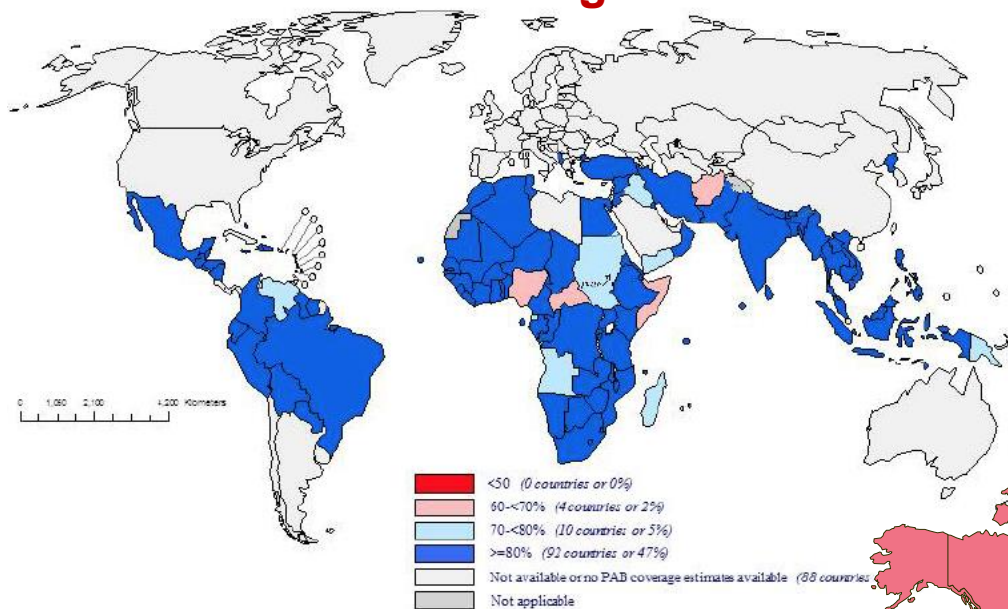 g
0 1,050 2,100 4,200 Kilometers
<50 (0 countries or 0%)
60-<70% (4 countries or 2%)
70-<80% (10 countries or 5%)
>=80% (92 countries or 47%)
Not available or no PAB coverage estimates available (88 countries
Not applicable